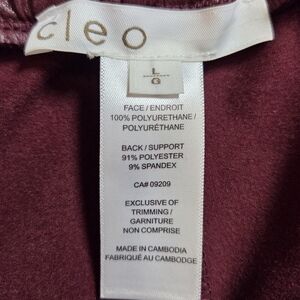 cleo
L
G
FACE / ENDROIT
100% POLYURETHANE /
POLYURÉTHANE
BACK / SUPPORT
91% POLYESTER
9% SPANDEX
CA# 09209
EXCLUSIVE OF
TRIMMING /
GARNITURE
NON COMPRISE
MADE IN CAMBODIA
FABRIQUÉ AU CAMBODGE